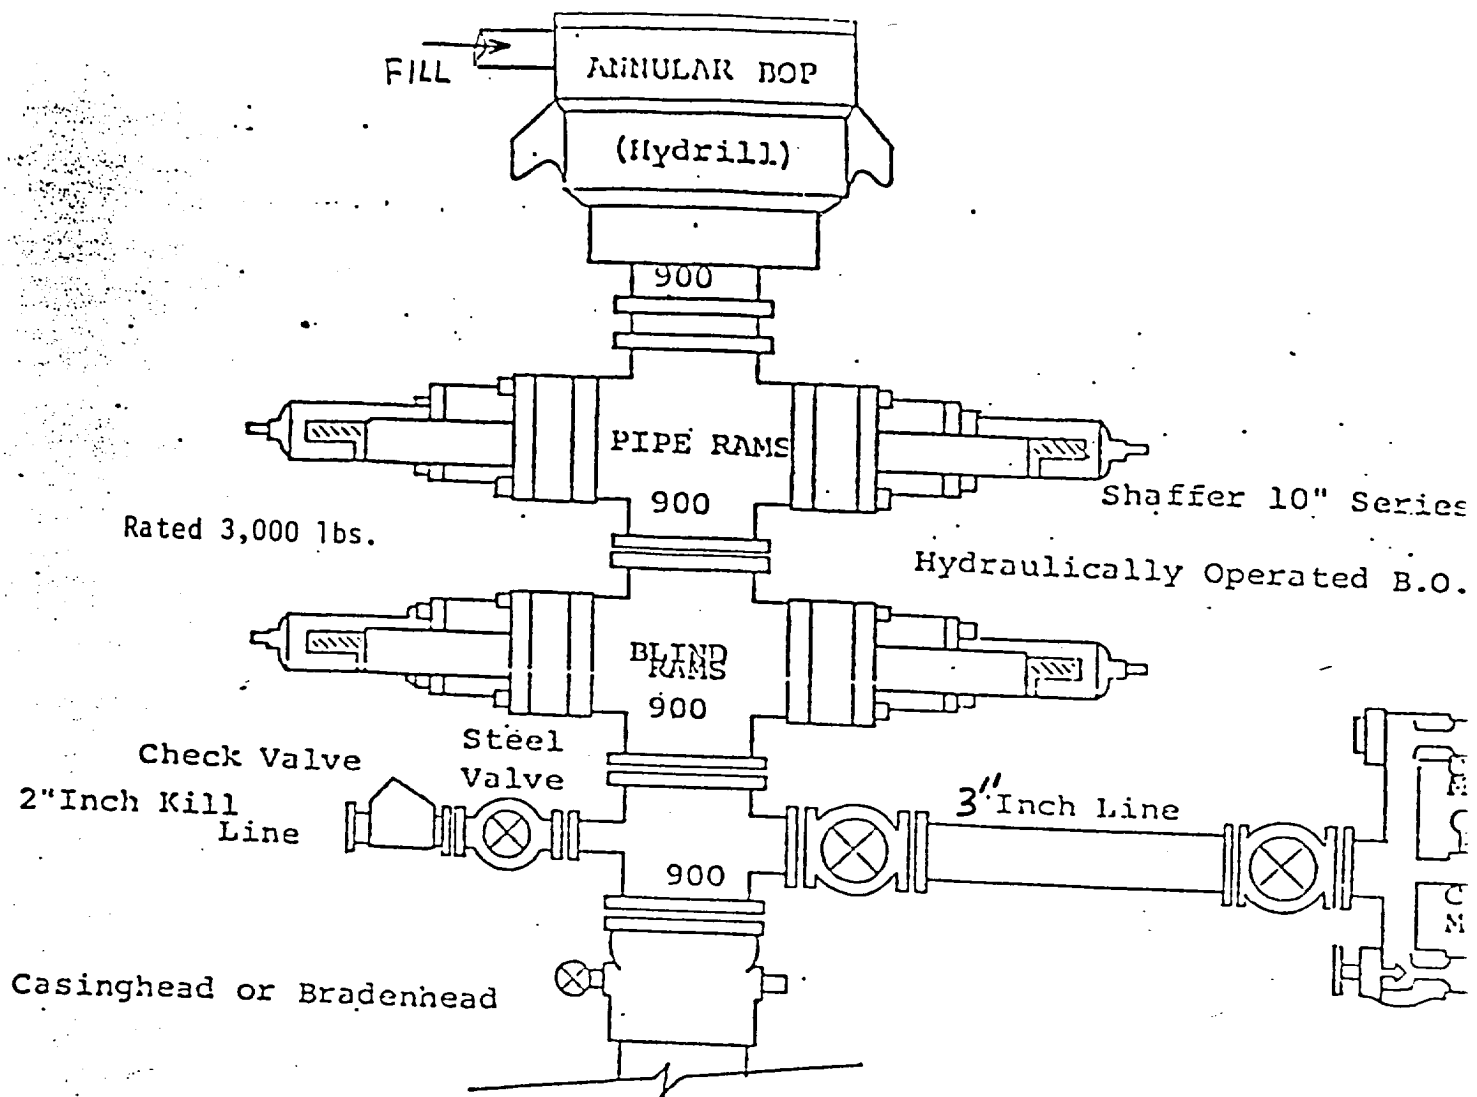 FILL
ANNULAR BOP
(Hydrill)
900
PIPE RAMS
900
Shaffer 10" Series
Rated 3,000 lbs.
Hydraulically Operated B.O.
BLIND
RAMS
900
Check Valve
Steel
Valve
2"Inch Kill
Line
3"Inch Line
M
C
900
C
M
Casinghead or Bradenhead